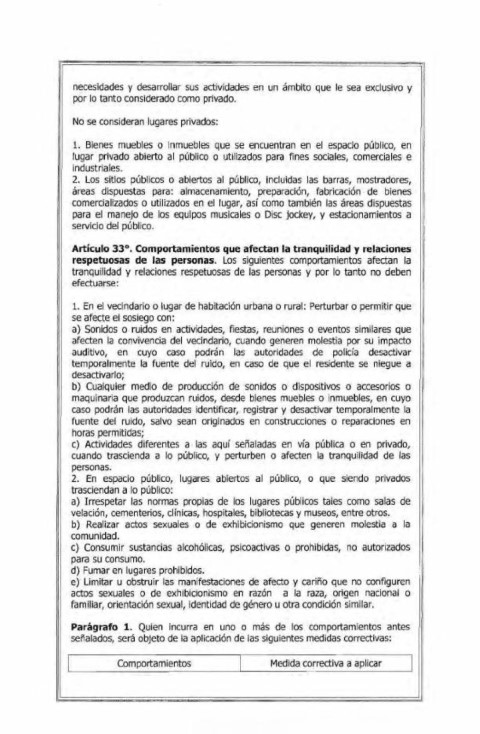 necesidades y desarrollar sus actividades en un ámbito que le sea exclusivo y
por lo tanto considerado como privado.
No se consideran lugares privados:
1. Bienes muebles o inmuebles que se encuentran en el espacio público, en
lugar privado abierto al público o utilizados para fines sociales, comerciales e
industriales.
2. Los sitios públicos o abiertos al público, incluidas las barras, mostradores,
áreas dispuestas para: almacenamiento, preparación, fabricación de bienes
comercializados o utilizados en el lugar, así como también las áreas dispuestas
para el manejo de los equipos musicales o Disc jockey, y estacionamientos a
servicio del público.
Artículo 33°. Comportamientos que afectan la tranquilidad y relaciones
respetuosas de las personas. Los siguientes comportamientos afectan la
tranquilidad y relaciones respetuosas de las personas y por lo tanto no deben
efectuarse:
1. En el vecindario o lugar de habitación urbana o rural: Perturbar o permitir que
se afecte el sosiego con:
a) Sonidos o ruidos en actividades, fiestas, reuniones o eventos similares que
afecten la convivencia del vecindario, cuando generen molestia por su impacto
auditivo, en cuyo caso podrán las autoridades de policía desactivar
temporalmente la fuente del ruido, en caso de que el residente se niegue a
desactivarlo;
b) Cualquier medio de producción de sonidos o dispositivos o accesorios o
maquinaria que produzcan ruidos, desde bienes muebles o inmuebles, en cuyo
caso podrán las autoridades identificar, registrar y desactivar temporalmente la
fuente del ruido, salvo sean originados en construcciones o reparaciones en
horas permitidas;
c) Actividades diferentes a las aquí señaladas en vía pública o en privado,
cuando trascienda a lo público, y perturben o afecten la tranquilidad de las
personas.
2. En espacio público, lugares abiertos al público, o que siendo privados
trasciendan a lo público:
a) Irrespetar las normas propias de los lugares públicos tales como salas de
velación, cementerios, clínicas, hospitales, bibliotecas y museos, entre otros.
b) Realizar actos sexuales o de exhibicionismo que generen molestia a la
comunidad.
c) Consumir sustancias alcohólicas, psicoactivas o prohibidas, no autorizados
para su consumo.
d) Fumar en lugares prohibidos.
e) Limitar u obstruir las manifestaciones de afecto y cariño que no configuren
actos sexuales o de exhibicionismo en razón a la raza, origen nacional o
familiar, orientación sexual, identidad de género u otra condición similar.
Parágrafo 1. Quien incurra en uno o más de los comportamientos antes
señalados, será objeto de la aplicación de las siguientes medidas correctivas:
Comportamientos Medida correctiva a aplicar